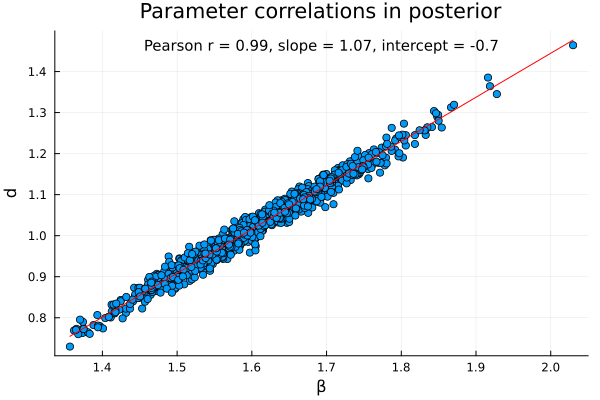 Parameter correlations in posterior
Pearson r = 0.99, slope = 1.07, intercept = -0.7
1.4
1.3
1.2
1.1
1.0
0.9
0.8
d
1.4 1.5 1.6 1.7 1.8 1.9 2.0
β